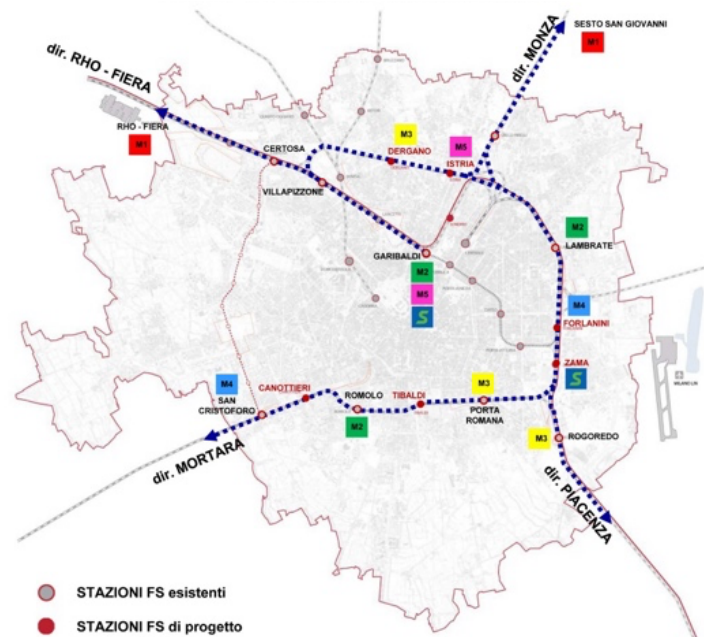 SESTO SAN GIOVANNI
M1
dir. MONZA
dir. RHO - FIERA
RHO - FIERA
M1
CERTOSA
VILLAPIZZONE
M3
DERGANO
M5
ISTRIA
M2
LAMBRATE
GARIBALDI
M2
M5
S
M4
FORLANINI
ZAMA
S
M4
SAN
CRISTOFORO
CANOTTIERI
ROMOLO
M2
TIBALDI
M3
PORTA
ROMANA
M3
ROGOREDO
MILANO LIN
dir. MORTARA
dir. PIACENZA
STAZIONI FS esistenti
STAZIONI FS di progetto